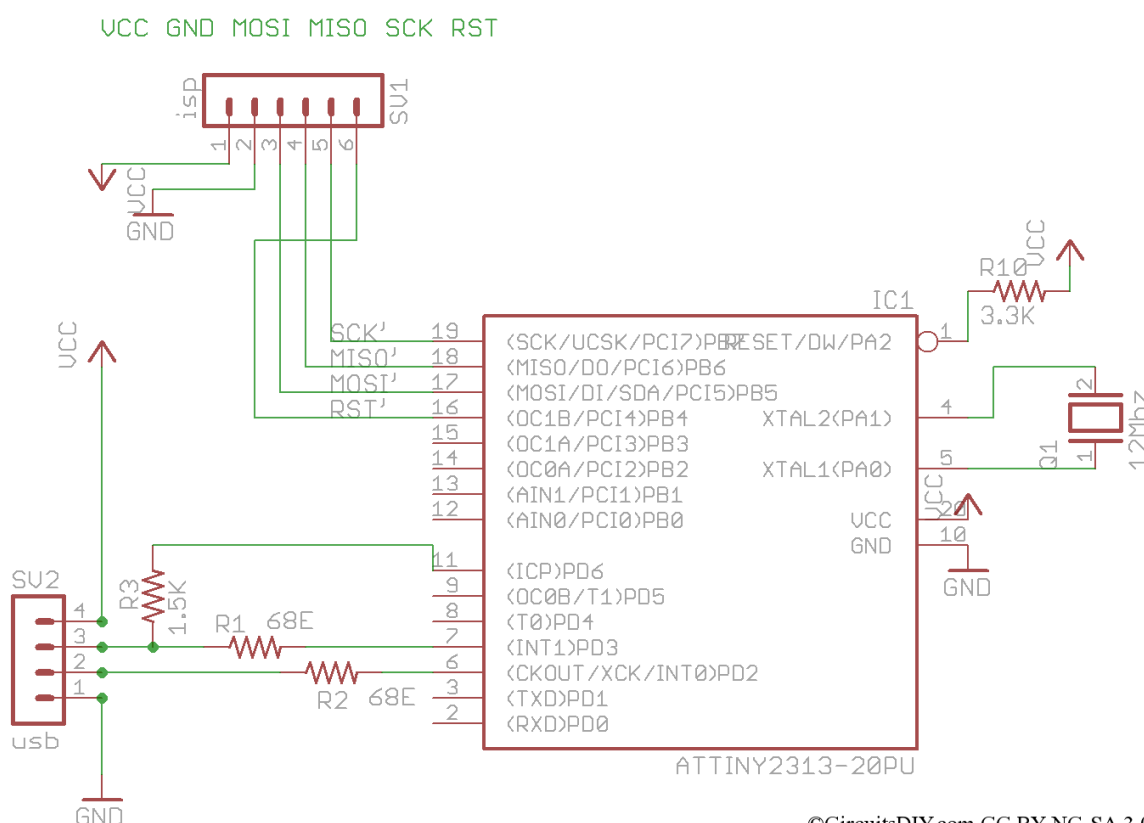 VCC GND MOSI MISO SCK RST
isp
SV1
1 2 3 4 5 6
VCC
GND
VCC
R10
3.3K
IC1
SCK' 19 (SCK/UCSK/PCI7)PB7 RESET/DW/PA2 1
MISO' 18 (MISO/DO/PCI6)PB6
MOSI' 17 (MOSI/DI/SDA/PCI5)PB5
RST' 16 (OC1B/PCI4)PB4 XTAL2(PA1) 4
15 (OC1A/PCI3)PB3
14 (OC0A/PCI2)PB2 XTAL1(PA0) 5
13 (AIN1/PCI1)PB1
12 (AIN0/PCI0)PB0 VCC 20
GND 10
2
1
Q1
12Mhz
VCC
GND
VCC
11 (ICP)PD6
9 (OC0B/T1)PD5
8 (T0)PD4
7 (INT1)PD3
6 (CKOUT/XCK/INT0)PD2
3 (TXD)PD1
2 (RXD)PD0
R3
1.5K
R1 68E
R2 68E
SV2
4
3
2
1
usb
GND
ATTINY2313-20PU